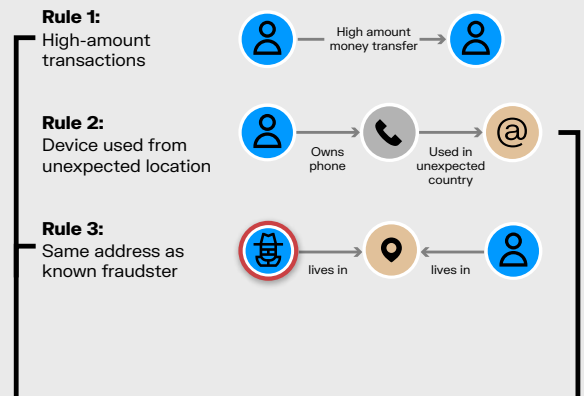 Rule 1:
High-amount
transactions
High amount
money transfer
Rule 2:
Device used from
unexpected location
@
Owns
phone
Used in
unexpected
country
Rule 3:
Same address as
known fraudster
lives in
lives in